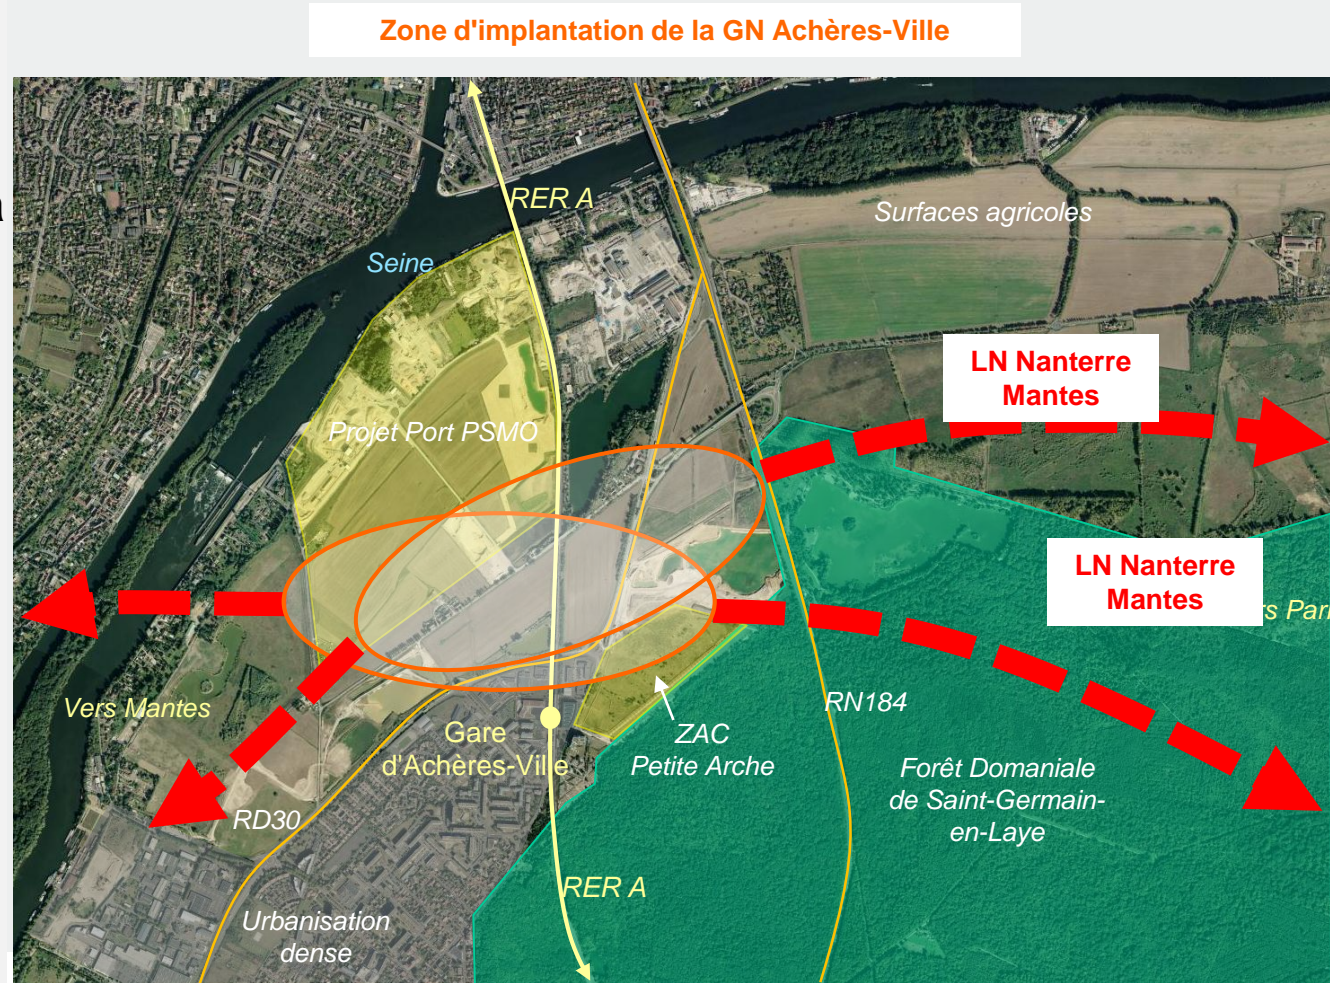 Zone d'implantation de la GN Achères-Ville
RER A
Surfaces agricoles
Seine
LN Nanterre
Mantes
Projet Port PSMO
LN Nanterre
Mantes
Vers Mantes
RN184
Gare
d'Achères-Ville
ZAC
Petite Arche
Forêt Domaniale
de Saint-Germain-
en-Laye
RD30
RER A
Urbanisation
dense